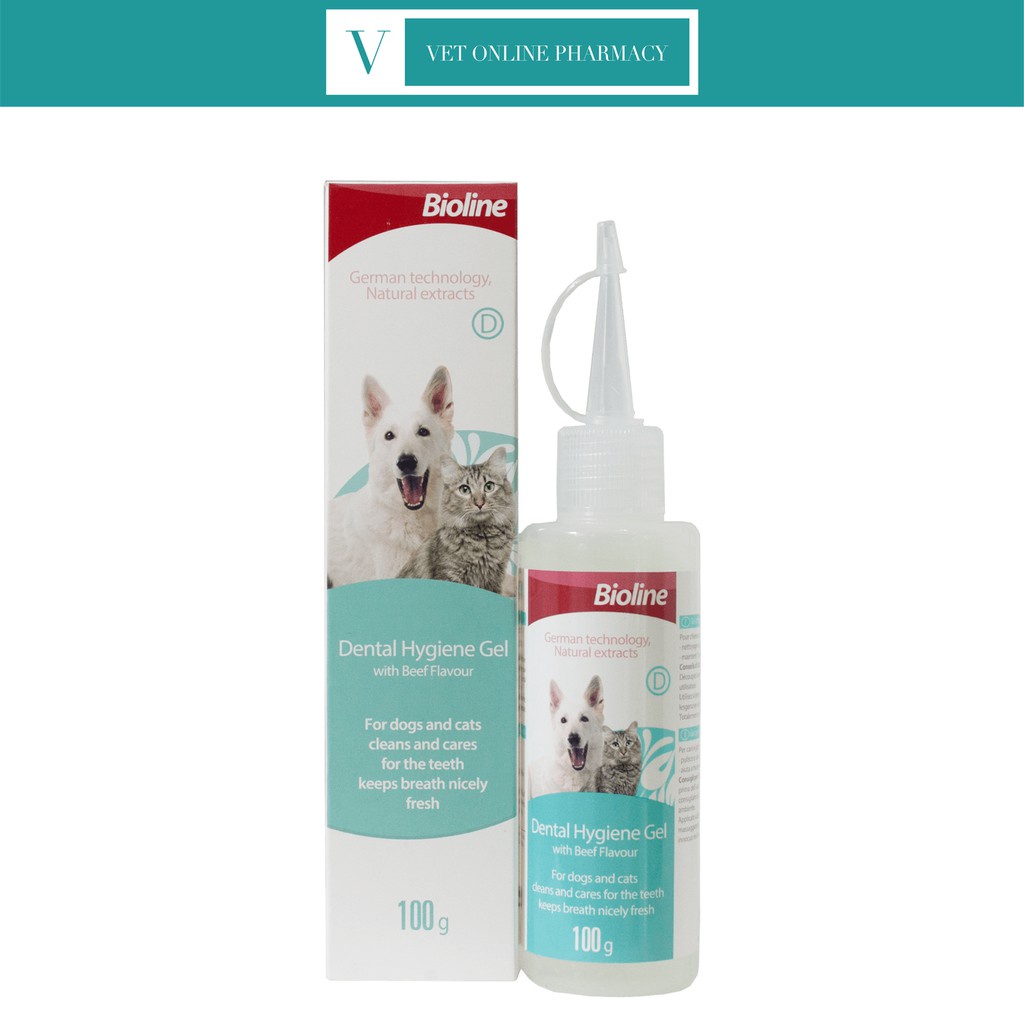 V
VET ONLINE PHARMACY
Bioline
German technology,
Natural extracts
D
Dental Hygiene Gel
with Beef Flavour
For dogs and cats
cleans and cares
for the teeth
keeps breath nicely
fresh
100 g
Bioline
German technology,
Natural extracts
D
Dental Hygiene Gel
with Beef Flavour
For dogs and cats
cleans and cares for the teeth
keeps breath nicely fresh
100 g